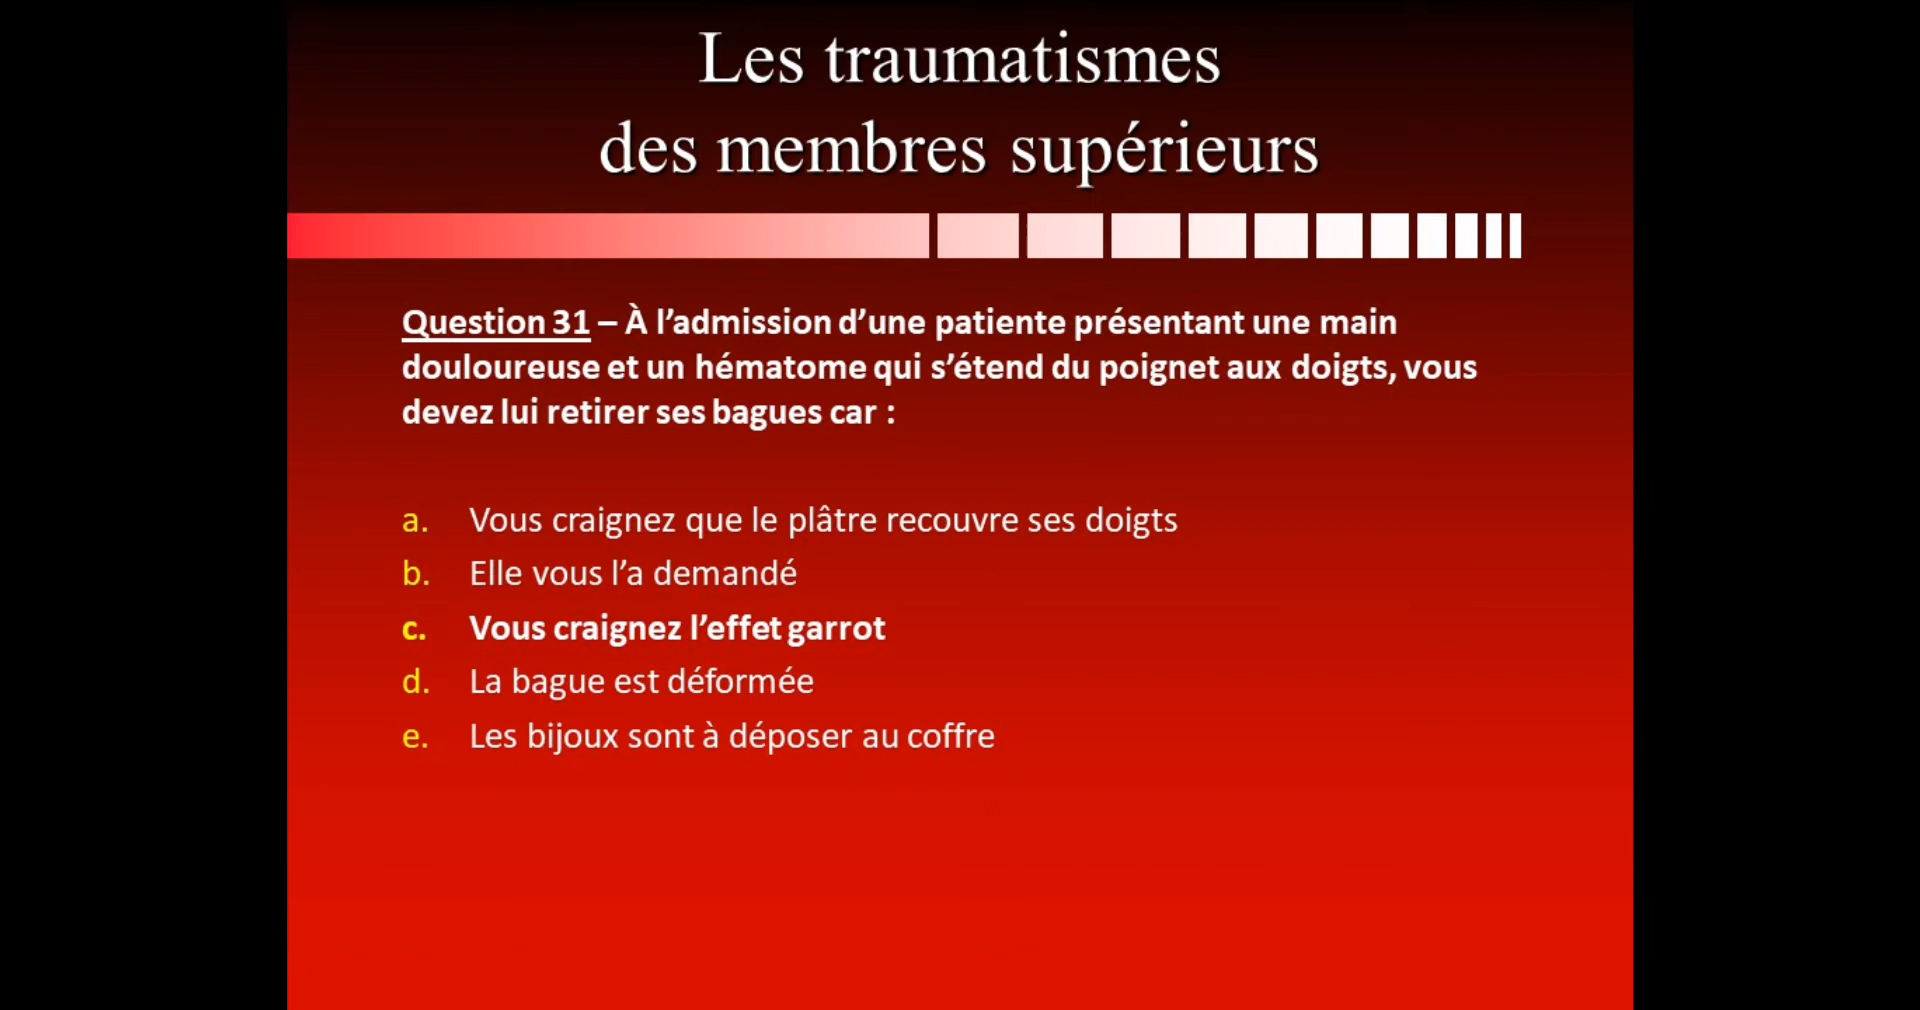 Les traumatismes
des membres supérieurs
Question 31 – À l’admission d’une patiente présentant une main
douloureuse et un hématome qui s’étend du poignet aux doigts, vous
devez lui retirer ses bagues car :
a. Vous craignez que le plâtre recouvre ses doigts
b. Elle vous l’a demandé
c. Vous craignez l’effet garrot
d. La bague est déformée
e. Les bijoux sont à déposer au coffre